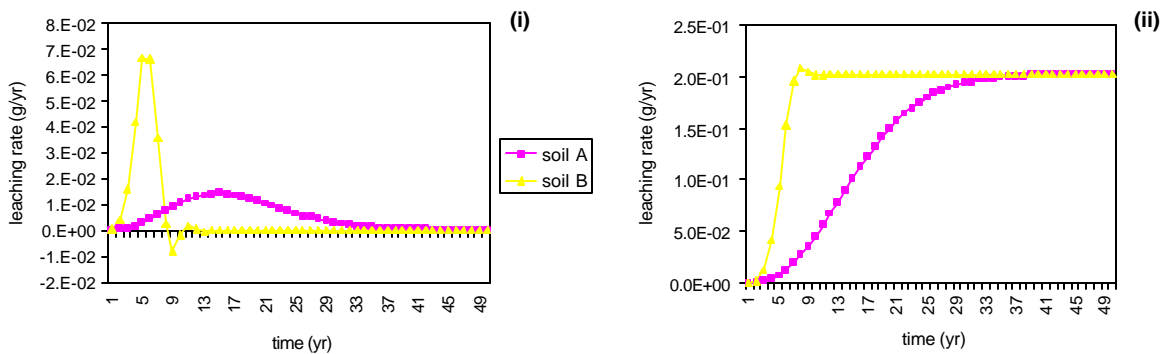 (i)
8.E-02
7.E-02
6.E-02
5.E-02
4.E-02
3.E-02
2.E-02
1.E-02
0.E+00
-1.E-02
-2.E-02
leaching rate (g/yr)
1 5 9 13 17 21 25 29 33 37 41 45 49
time (yr)
soil A
soil B
(ii)
2.5E-01
2.0E-01
1.5E-01
1.0E-01
5.0E-02
0.0E+00
leaching rate (g/yr)
1 5 9 13 17 21 25 29 33 37 41 45 49
time (yr)